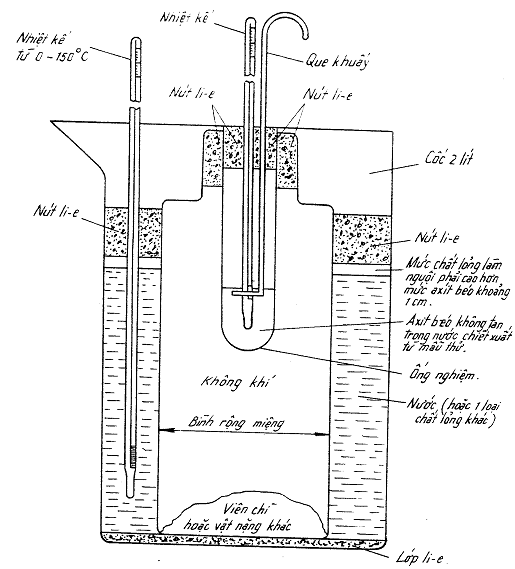 Nhiệt kế
Nhiệt kế
từ 0-150°C
Que khuấy
Nút li-e
Nút li-e
Cốc 2 lít
Nút li-e
Nút li-e
Mức chất lỏng làm
nguội phải cao hơn
mức axit béo khoảng
1 cm.
Axit béo không tan
trong nước chiết xuất
từ mẫu thử.
Ống nghiệm.
Không khí
Nước (hoặc 1 loại
chất lỏng khác)
Bình rộng miệng
Viên chì
hoặc vật nặng khác
Lớp li-e